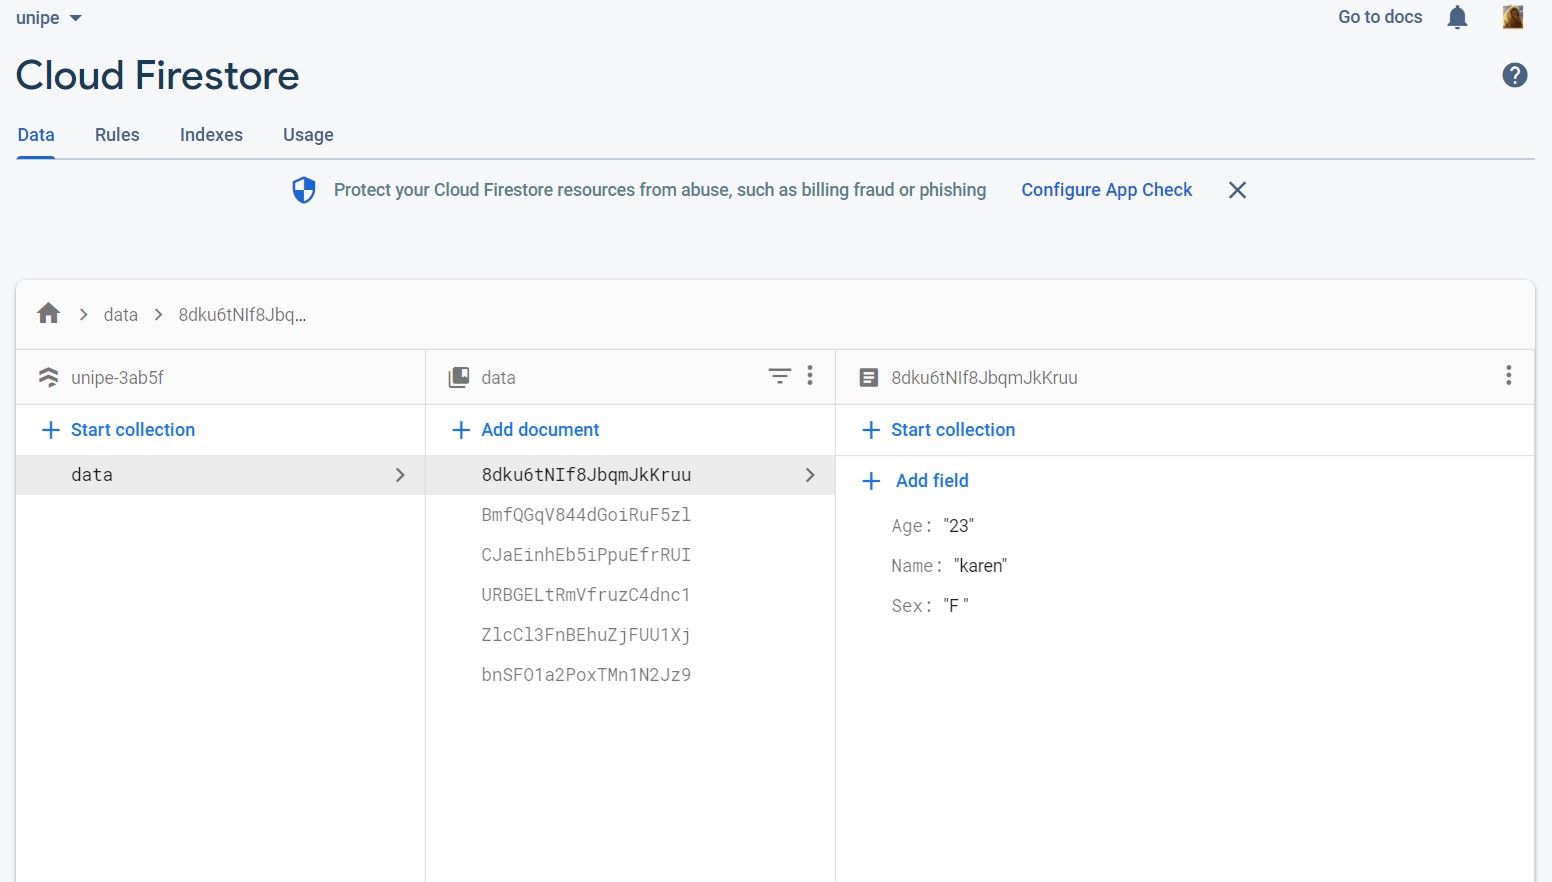 unipe
Go to docs
Cloud Firestore
Data Rules Indexes Usage
Protect your Cloud Firestore resources from abuse, such as billing fraud or phishing Configure App Check
data 8dku6tNIf8Jbq...
unipe-3ab5f
Start collection
data
data
Add document
8dku6tNIf8JbqmJkKruu
BmfQGqV844dGoiRuF5zl
CJaEinhEb5iPpuEfrRUI
URBGELtRmVfruzC4dnc1
ZlcCl3FnBEhuZjFUU1Xj
bnSFO1a2PoxTMn1N2Jz9
8dku6tNIf8JbqmJkKruu
Start collection
Add field
Age: "23"
Name: "karen"
Sex: "F "